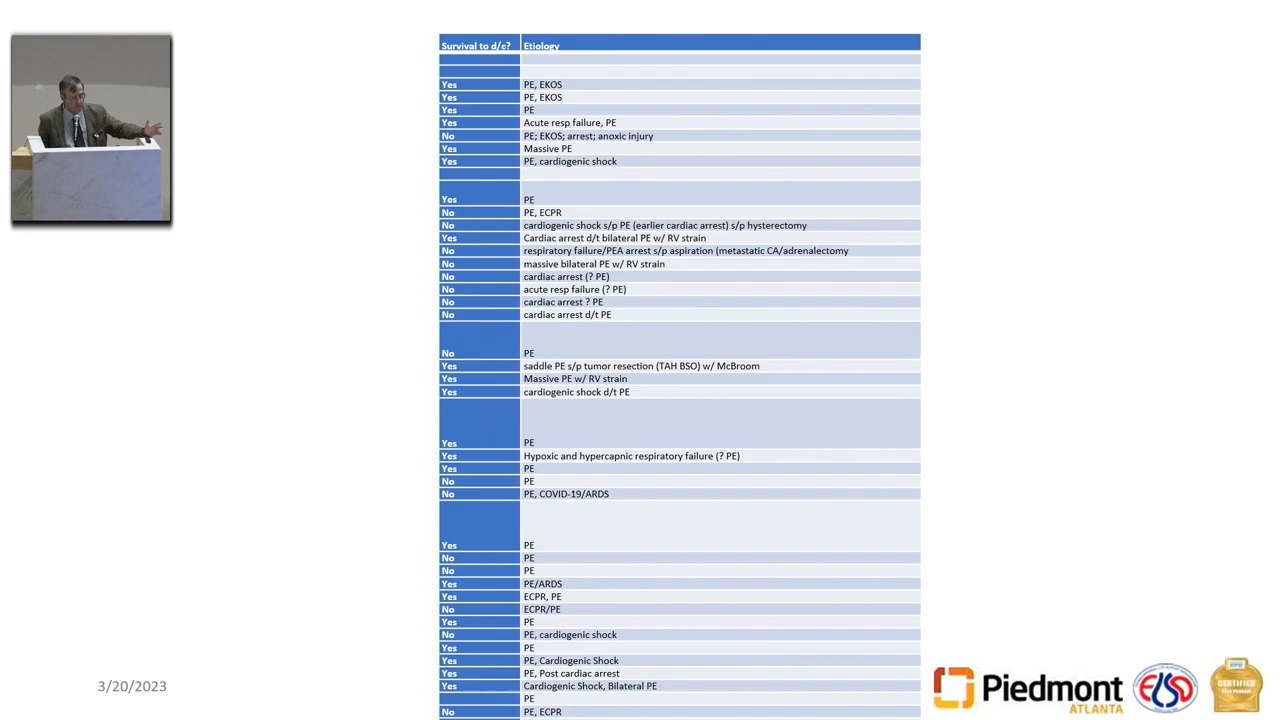 Survival to d/c? Etiology
Yes PE, EKOS
Yes PE, EKOS
Yes PE
Yes Acute resp failure, PE
No PE; EKOS; arrest; anoxic injury
Yes Massive PE
Yes PE, cardiogenic shock
Yes PE
No PE, ECPR
No cardiogenic shock s/p PE (earlier cardiac arrest) s/p hysterectomy
Yes Cardiac arrest d/t bilateral PE w/ RV strain
No respiratory failure/PEA arrest s/p aspiration (metastatic CA/adrenalectomy
No massive bilateral PE w/ RV strain
No cardiac arrest (? PE)
No acute resp failure (? PE)
No cardiac arrest ? PE
No cardiac arrest d/t PE
No PE
Yes saddle PE s/p tumor resection (TAH BSO) w/ McBroom
Yes Massive PE w/ RV strain
Yes cardiogenic shock d/t PE
Yes PE
Yes Hypoxic and hypercapnic respiratory failure (? PE)
Yes PE
No PE
No PE, COVID-19/ARDS
Yes PE
No PE
No PE
Yes PE/ARDS
Yes ECPR, PE
No ECPR/PE
Yes PE
No PE, cardiogenic shock
Yes PE
Yes PE, Cardiogenic Shock
Yes PE, Post cardiac arrest
Yes Cardiogenic Shock, Bilateral PE
PE
No PE, ECPR
3/20/2023
Piedmont
ATLANTA
ELSO
CERTIFIED